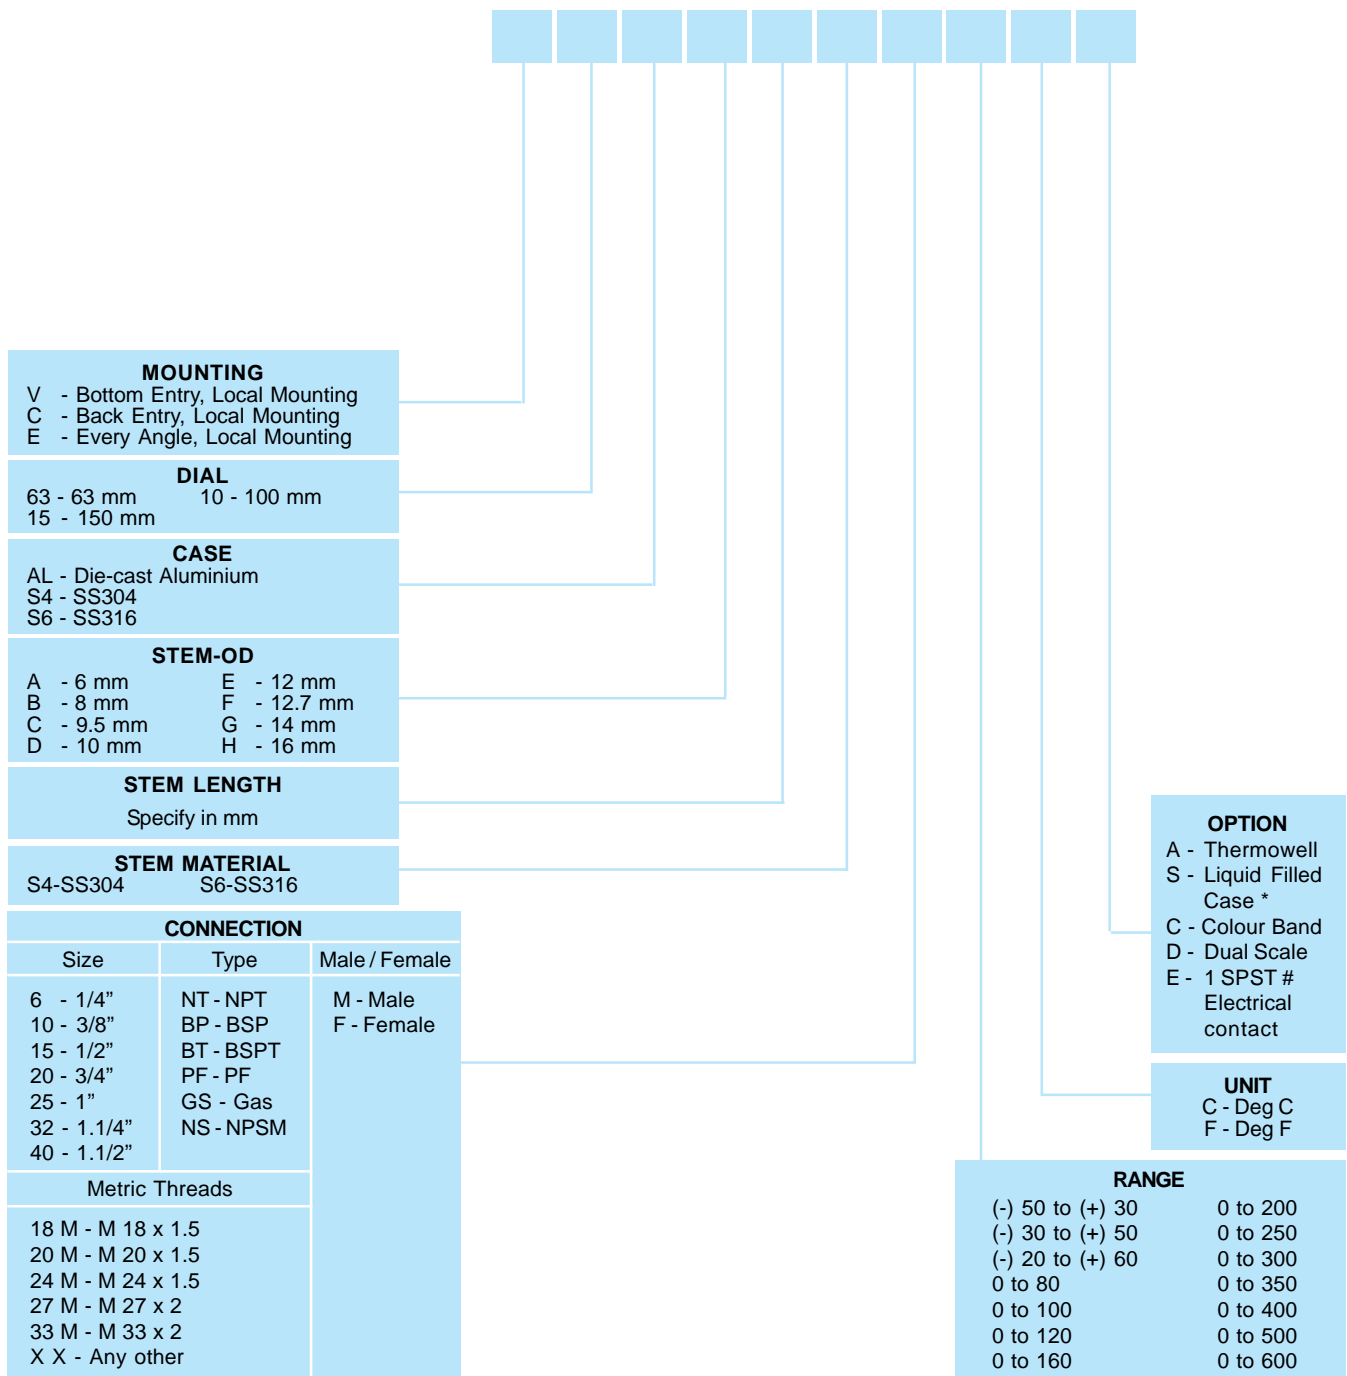 MOUNTING
V - Bottom Entry, Local Mounting
C - Back Entry, Local Mounting
E - Every Angle, Local Mounting
DIAL
63 - 63 mm 10 - 100 mm
15 - 150 mm
CASE
AL - Die-cast Aluminium
S4 - SS304
S6 - SS316
STEM-OD
A - 6 mm E - 12 mm
B - 8 mm F - 12.7 mm
C - 9.5 mm G - 14 mm
D - 10 mm H - 16 mm
STEM LENGTH
Specify in mm
STEM MATERIAL
S4-SS304 S6-SS316
CONNECTION
Size Type Male / Female
6 - 1/4” NT - NPT M - Male
10 - 3/8” BP - BSP F - Female
15 - 1/2” BT - BSPT
20 - 3/4” PF - PF
25 - 1” GS - Gas
32 - 1.1/4” NS - NPSM
40 - 1.1/2”
Metric Threads
18 M - M 18 x 1.5
20 M - M 20 x 1.5
24 M - M 24 x 1.5
27 M - M 27 x 2
33 M - M 33 x 2
X X - Any other
OPTION
A - Thermowell
S - Liquid Filled
Case *
C - Colour Band
D - Dual Scale
E - 1 SPST #
Electrical
contact
UNIT
C - Deg C
F - Deg F
RANGE
(-) 50 to (+) 30 0 to 200
(-) 30 to (+) 50 0 to 250
(-) 20 to (+) 60 0 to 300
0 to 80 0 to 350
0 to 100 0 to 400
0 to 120 0 to 500
0 to 160 0 to 600